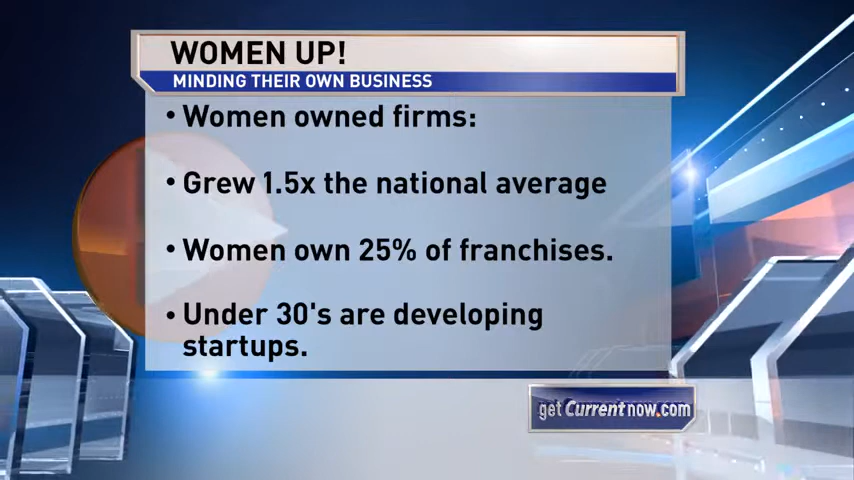 WOMEN UP!
MINDING THEIR OWN BUSINESS
• Women owned firms:
• Grew 1.5x the national average
• Women own 25% of franchises.
• Under 30's are developing
startups.
get Current now.com